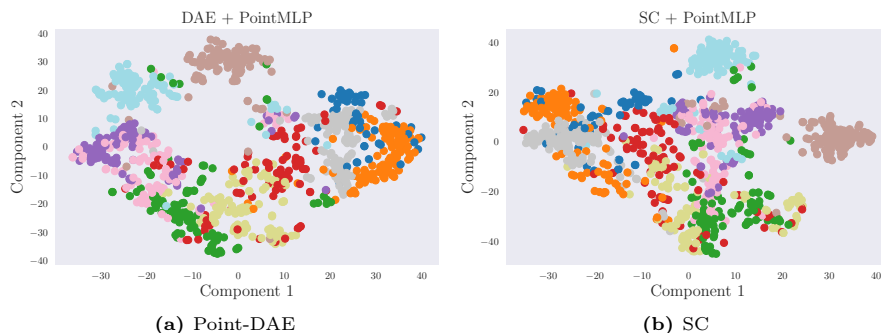 DAE + PointMLP
40
30
20
10
0
−10
−20
−30
−40
Component 2
−30 −20 −10 0 10 20 30 40
Component 1
(a) Point-DAE
SC + PointMLP
40
20
0
−20
−40
Component 2
−30 −20 −10 0 10 20 30 40
Component 1
(b) SC